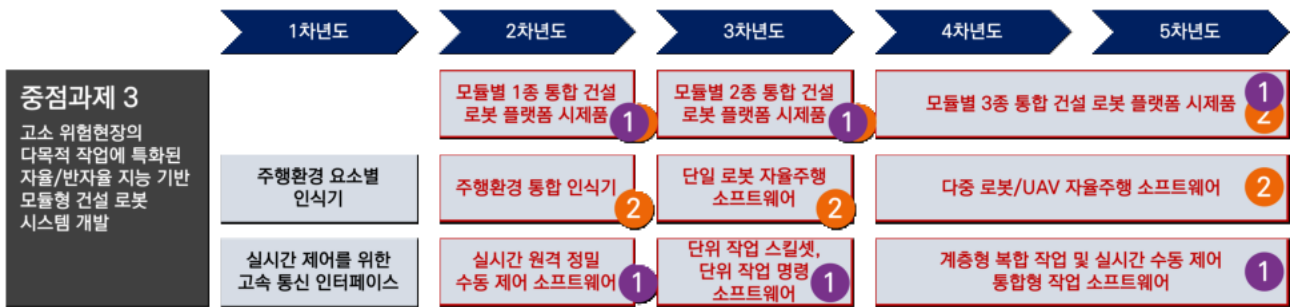 1차년도
2차년도
3차년도
4차년도
5차년도
중점과제 3
고소 위험현장의
다목적 작업에 특화된
자율/반자율 지능 기반
모듈형 건설 로봇
시스템 개발
모듈별 1종 통합 건설
로봇 플랫폼 시제품
1
모듈별 2종 통합 건설
로봇 플랫폼 시제품
1
모듈별 3종 통합 건설 로봇 플랫폼 시제품
1
2
주행환경 요소별
인식기
주행환경 통합 인식기
2
단일 로봇 자율주행
소프트웨어
2
다중 로봇/UAV 자율주행 소프트웨어
2
실시간 제어를 위한
고속 통신 인터페이스
실시간 원격 정밀
수동 제어 소프트웨어
1
단위 작업 스킬셋,
단위 작업 명령
소프트웨어
1
계층형 복합 작업 및 실시간 수동 제어
통합형 작업 소프트웨어
1